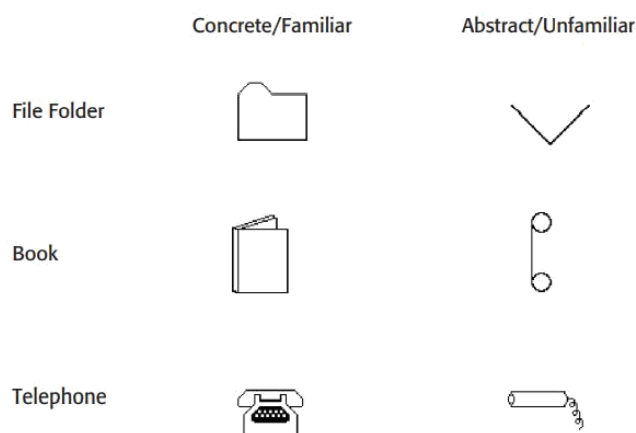 Concrete/Familiar Abstract/Unfamiliar
File Folder
Book
Telephone